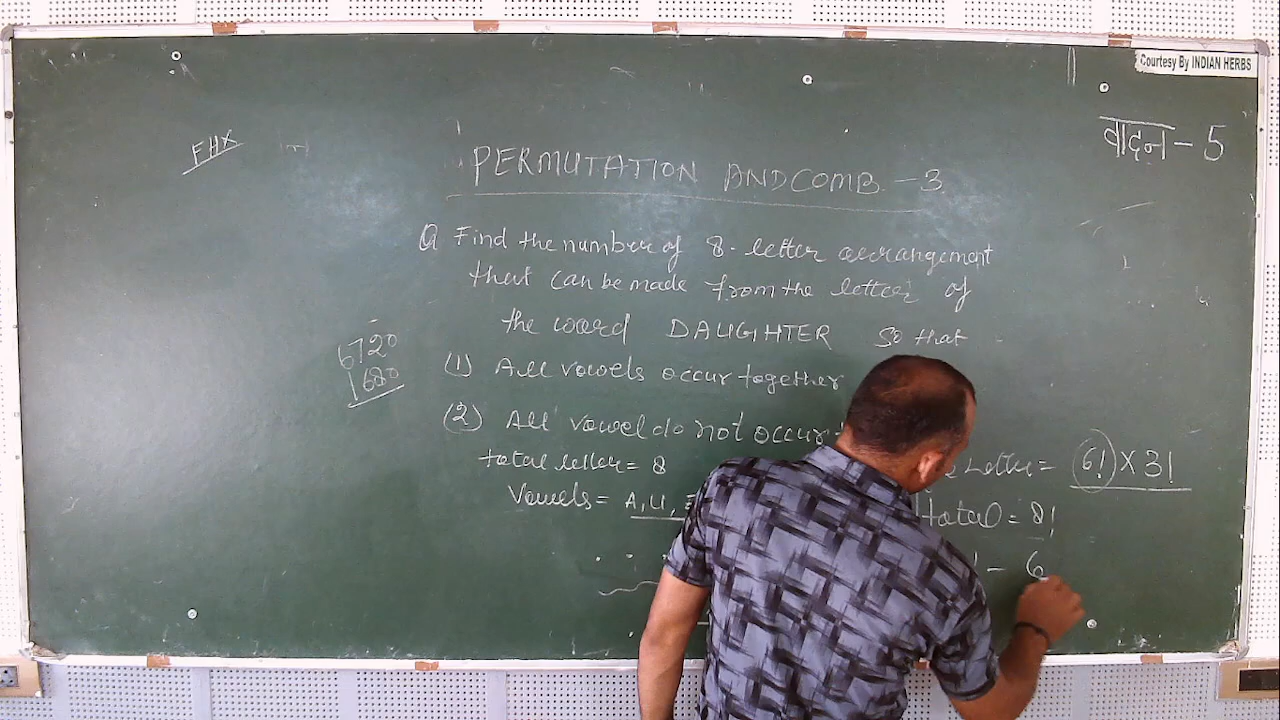 Courtesy By INDIAN HERBS
वादन - 5
FHX
PERMUTATION AND COMB - 3
Q Find the number of 8-letter arrangement
that can be made from the letter of
the word DAUGHTER so that
6720
1680
(1) All vowels occur together
(2) All vowel do not occur
total letter = 8
Vowels = A, U,
Letter = 6! X 3!
total = 8!
! - 6